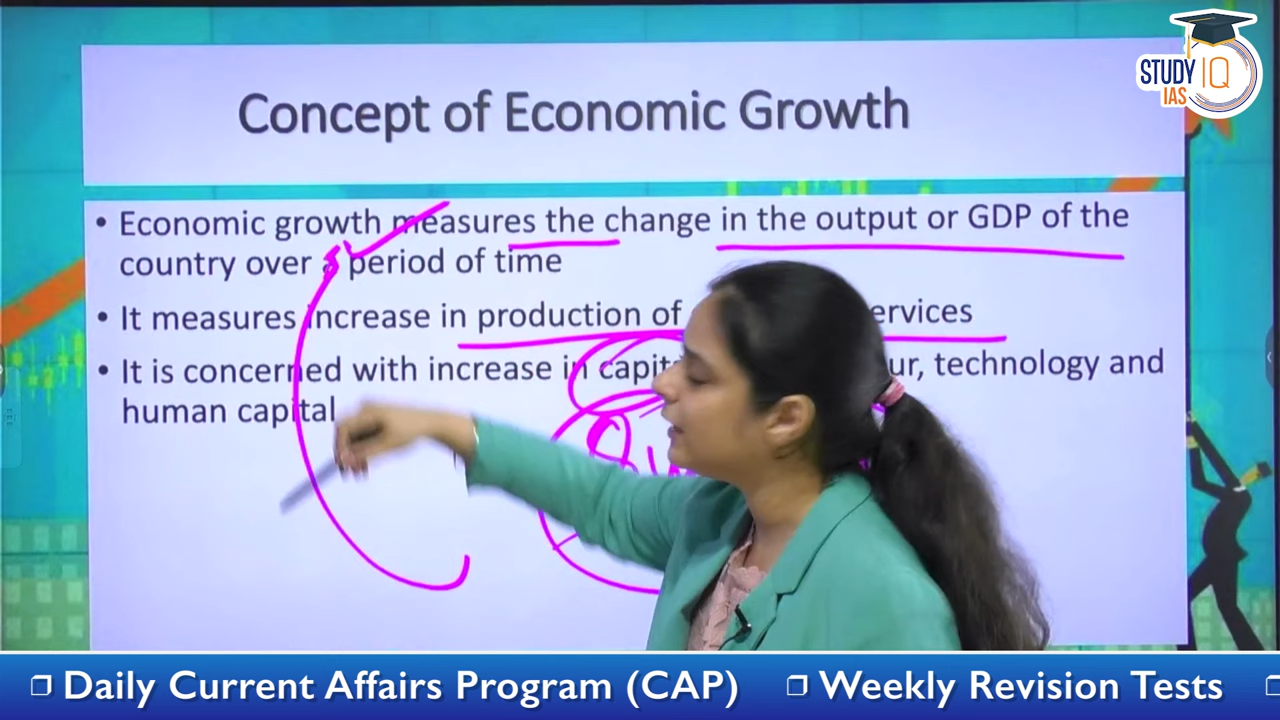 STUDY IQ
IAS
Concept of Economic Growth
• Economic growth measures the change in the output or GDP of the
country over a period of time
• It measures increase in production of ervices
• It is concerned with increase in capit ur, technology and
human capital
❐ Daily Current Affairs Program (CAP) ❐ Weekly Revision Tests ❐